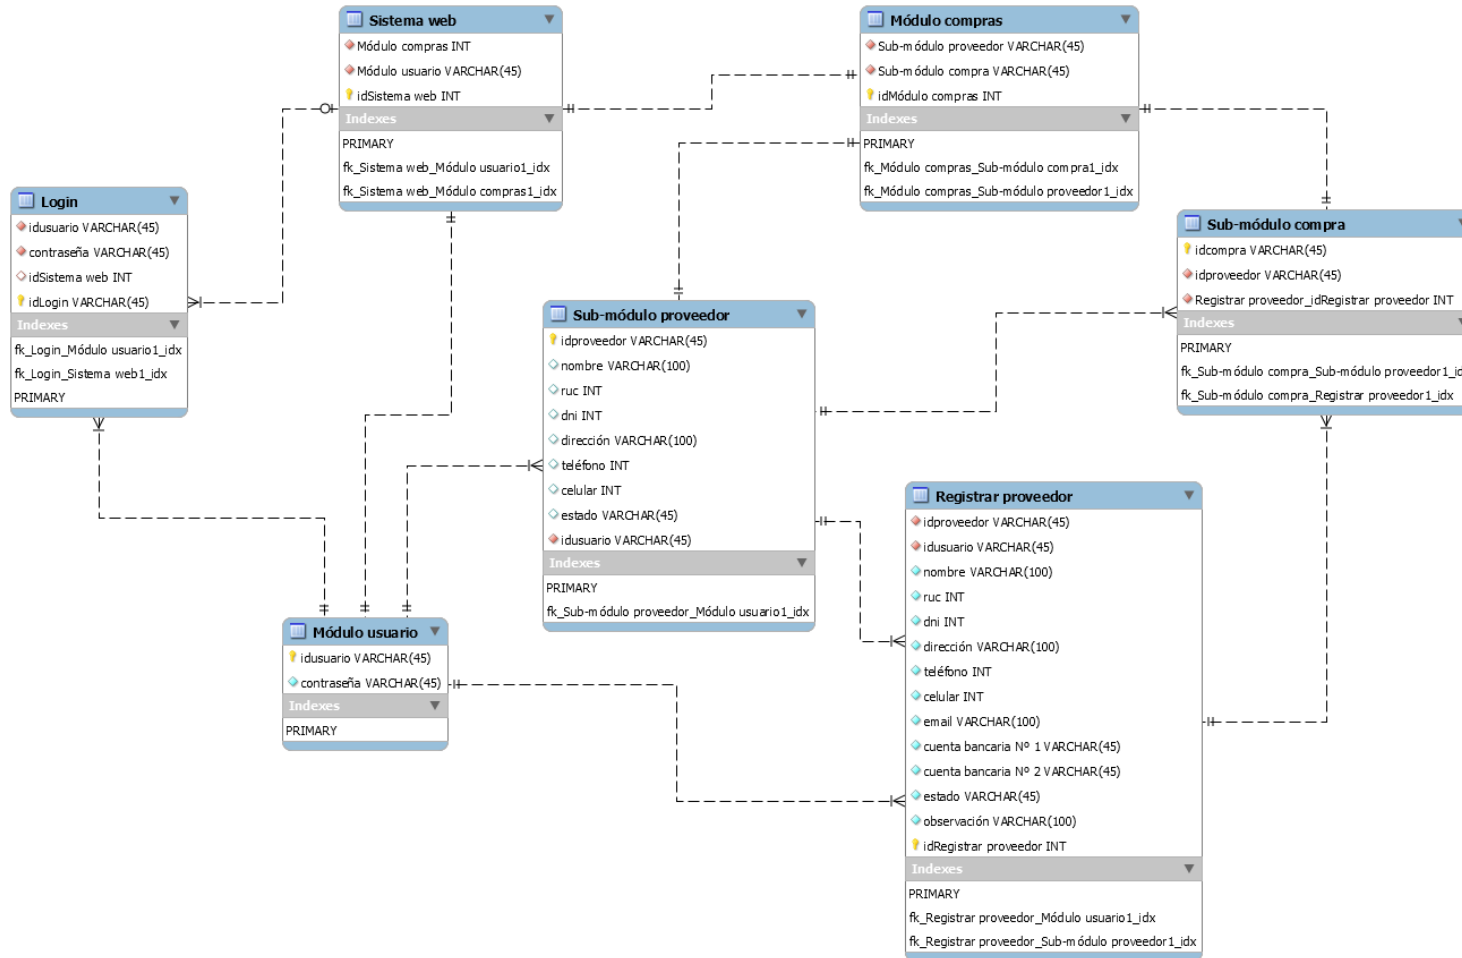 Sistema web
Módulo compras INT
Módulo usuario VARCHAR(45)
idSistema web INT
Indexes
PRIMARY
fk_Sistema web_Módulo usuario1_idx
fk_Sistema web_Módulo compras1_idx
Módulo compras
Sub-módulo proveedor VARCHAR(45)
Sub-módulo compra VARCHAR(45)
idMódulo compras INT
Indexes
PRIMARY
fk_Módulo compras_Sub-módulo compra1_idx
fk_Módulo compras_Sub-módulo proveedor1_idx
Login
idusuario VARCHAR(45)
contraseña VARCHAR(45)
idSistema web INT
idLogin VARCHAR(45)
Indexes
fk_Login_Módulo usuario1_idx
fk_Login_Sistema web1_idx
PRIMARY
Sub-módulo compra
idcompra VARCHAR(45)
idproveedor VARCHAR(45)
Registrar proveedor_idRegistrar proveedor INT
Indexes
PRIMARY
fk_Sub-módulo compra_Sub-módulo proveedor1_id
fk_Sub-módulo compra_Registrar proveedor1_idx
Sub-módulo proveedor
idproveedor VARCHAR(45)
nombre VARCHAR(100)
ruc INT
dni INT
dirección VARCHAR(100)
teléfono INT
celular INT
estado VARCHAR(45)
idusuario VARCHAR(45)
Indexes
PRIMARY
fk_Sub-módulo proveedor_Módulo usuario1_idx
Registrar proveedor
idproveedor VARCHAR(45)
idusuario VARCHAR(45)
nombre VARCHAR(100)
ruc INT
dni INT
dirección VARCHAR(100)
teléfono INT
celular INT
email VARCHAR(100)
cuenta bancaria Nº 1 VARCHAR(45)
cuenta bancaria Nº 2 VARCHAR(45)
estado VARCHAR(45)
observación VARCHAR(100)
idRegistrar proveedor INT
Indexes
PRIMARY
fk_Registrar proveedor_Módulo usuario1_idx
fk_Registrar proveedor_Sub-módulo proveedor1_idx
Módulo usuario
idusuario VARCHAR(45)
contraseña VARCHAR(45)
Indexes
PRIMARY